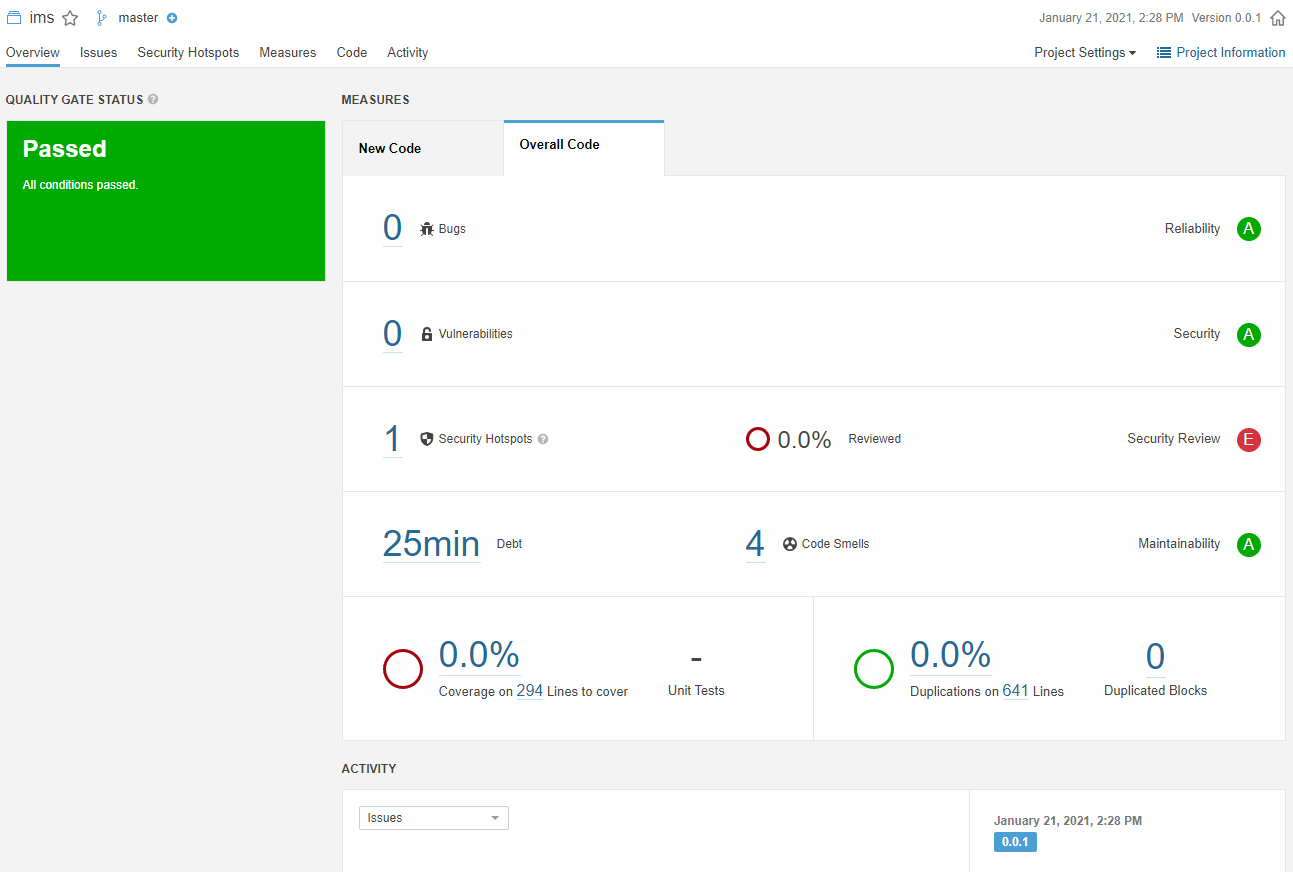 ims master January 21, 2021, 2:28 PM Version 0.0.1
Overview Issues Security Hotspots Measures Code Activity Project Settings Project Information
QUALITY GATE STATUS ?
Passed
All conditions passed.
MEASURES
New Code Overall Code
0 Bugs Reliability A
0 Vulnerabilities Security A
1 Security Hotspots ? 0.0% Reviewed Security Review E
25min Debt 4 Code Smells Maintainability A
0.0% - 0.0% 0
Coverage on 294 Lines to cover Unit Tests Duplications on 641 Lines Duplicated Blocks
ACTIVITY
Issues
January 21, 2021, 2:28 PM
0.0.1